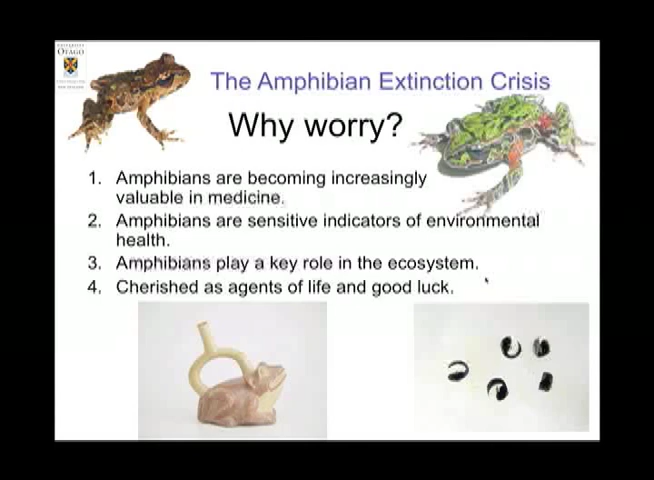 UNIVERSITY
OTAGO
The Amphibian Extinction Crisis
Why worry?
1. Amphibians are becoming increasingly
valuable in medicine.
2. Amphibians are sensitive indicators of environmental
health.
3. Amphibians play a key role in the ecosystem.
4. Cherished as agents of life and good luck.